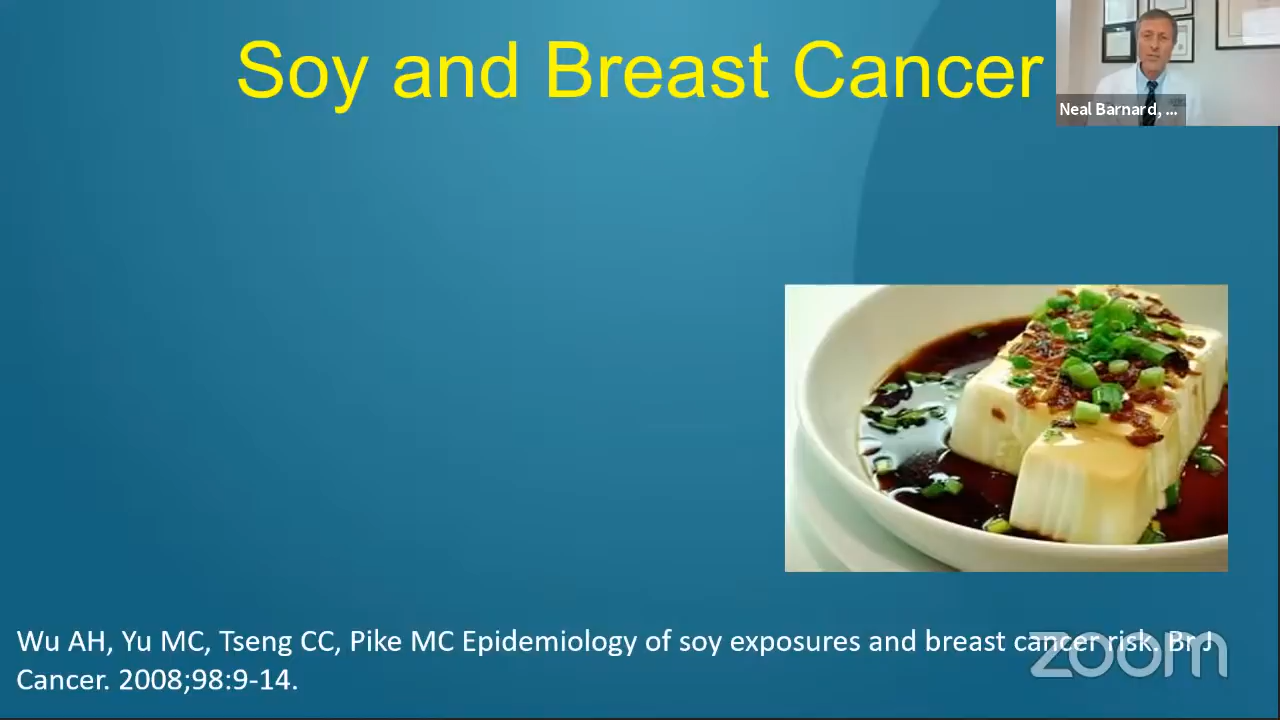 Soy and Breast Cancer
Neal Barnard, ...
Wu AH, Yu MC, Tseng CC, Pike MC Epidemiology of soy exposures and breast cancer risk. Br J
Cancer. 2008;98:9-14.
zoom